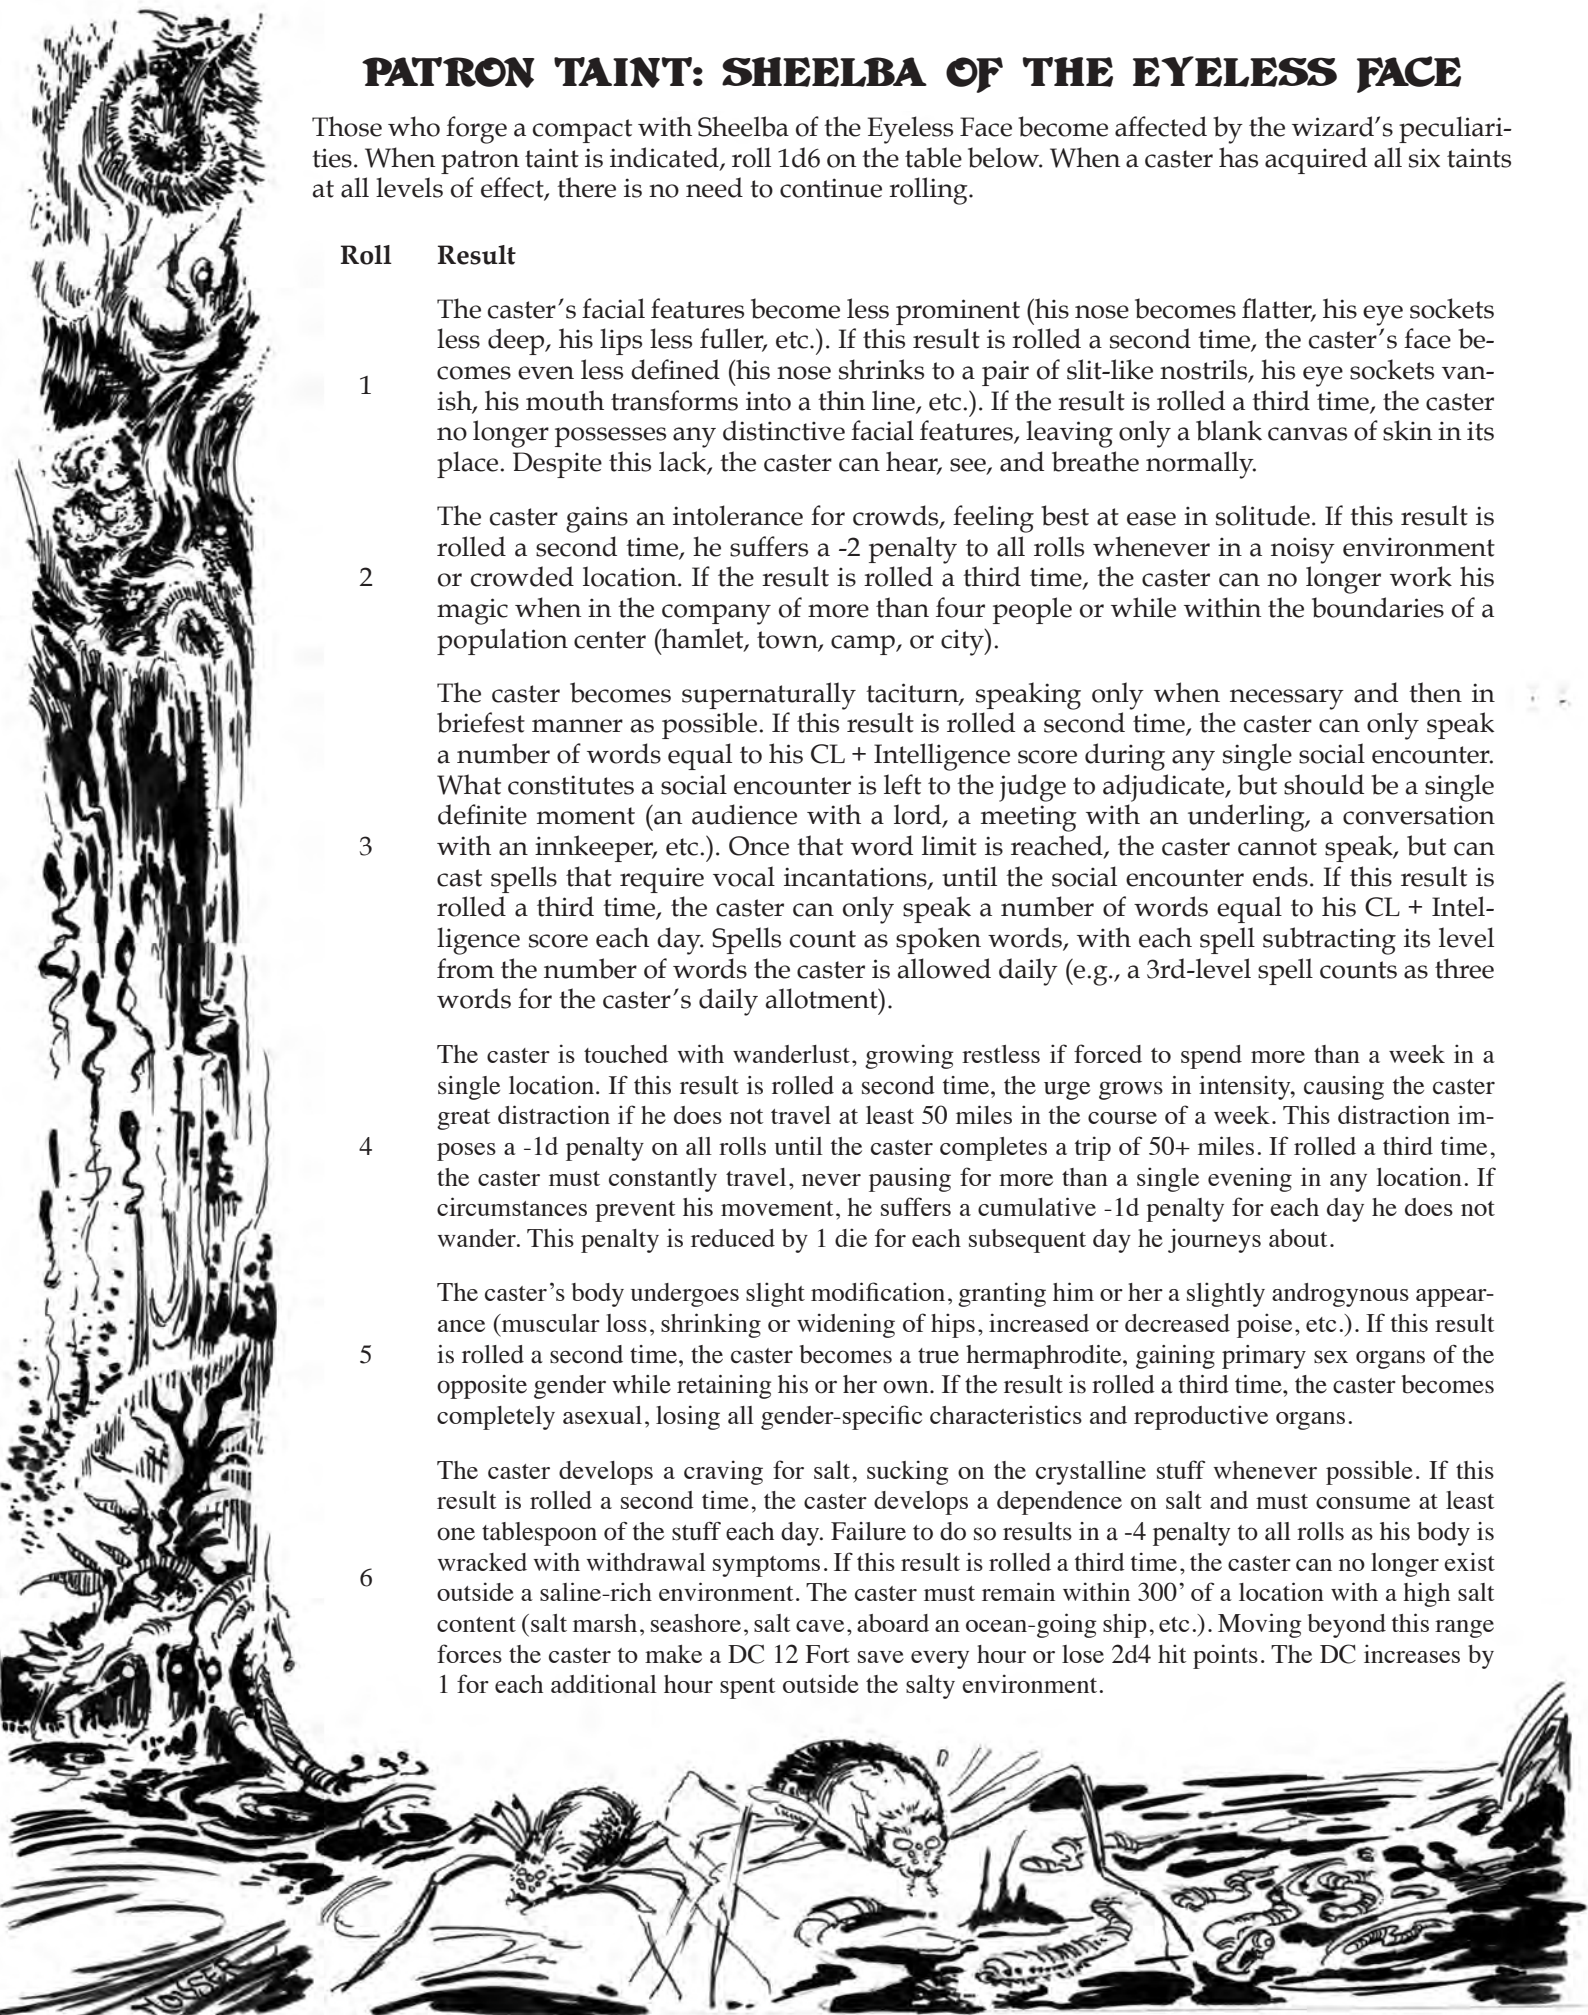 PATRON TAINT: SHEELBA OF THE EYELESS FACE
Those who forge a compact with Sheelba of the Eyeless Face become affected by the wizard's peculiari-
ties. When patron taint is indicated, roll 1d6 on the table below. When a caster has acquired all six taints
at all levels of effect, there is no need to continue rolling.
Roll Result
The caster's facial features become less prominent (his nose becomes flatter, his eye sockets
less deep, his lips less fuller, etc.). If this result is rolled a second time, the caster's face be-
comes even less defined (his nose shrinks to a pair of slit-like nostrils, his eye sockets van-
1 ish, his mouth transforms into a thin line, etc.). If the result is rolled a third time, the caster
no longer possesses any distinctive facial features, leaving only a blank canvas of skin in its
place. Despite this lack, the caster can hear, see, and breathe normally.
The caster gains an intolerance for crowds, feeling best at ease in solitude. If this result is
rolled a second time, he suffers a -2 penalty to all rolls whenever in a noisy environment
2 or crowded location. If the result is rolled a third time, the caster can no longer work his
magic when in the company of more than four people or while within the boundaries of a
population center (hamlet, town, camp, or city).
The caster becomes supernaturally taciturn, speaking only when necessary and then in
briefest manner as possible. If this result is rolled a second time, the caster can only speak
a number of words equal to his CL + Intelligence score during any single social encounter.
What constitutes a social encounter is left to the judge to adjudicate, but should be a single
definite moment (an audience with a lord, a meeting with an underling, a conversation
3 with an innkeeper, etc.). Once that word limit is reached, the caster cannot speak, but can
cast spells that require vocal incantations, until the social encounter ends. If this result is
rolled a third time, the caster can only speak a number of words equal to his CL + Intel-
ligence score each day. Spells count as spoken words, with each spell subtracting its level
from the number of words the caster is allowed daily (e.g., a 3rd-level spell counts as three
words for the caster's daily allotment).
The caster is touched with wanderlust, growing restless if forced to spend more than a week in a
single location. If this result is rolled a second time, the urge grows in intensity, causing the caster
great distraction if he does not travel at least 50 miles in the course of a week. This distraction im-
4 poses a -1d penalty on all rolls until the caster completes a trip of 50+ miles. If rolled a third time,
the caster must constantly travel, never pausing for more than a single evening in any location. If
circumstances prevent his movement, he suffers a cumulative -1d penalty for each day he does not
wander. This penalty is reduced by 1 die for each subsequent day he journeys about.
The caster's body undergoes slight modification, granting him or her a slightly androgynous appear-
ance (muscular loss, shrinking or widening of hips, increased or decreased poise, etc.). If this result
5 is rolled a second time, the caster becomes a true hermaphrodite, gaining primary sex organs of the
opposite gender while retaining his or her own. If the result is rolled a third time, the caster becomes
completely asexual, losing all gender-specific characteristics and reproductive organs.
The caster develops a craving for salt, sucking on the crystalline stuff whenever possible. If this
result is rolled a second time, the caster develops a dependence on salt and must consume at least
one tablespoon of the stuff each day. Failure to do so results in a -4 penalty to all rolls as his body is
wracked with withdrawal symptoms. If this result is rolled a third time, the caster can no longer exist
6 outside a saline-rich environment. The caster must remain within 300' of a location with a high salt
content (salt marsh, seashore, salt cave, aboard an ocean-going ship, etc.). Moving beyond this range
forces the caster to make a DC 12 Fort save every hour or lose 2d4 hit points. The DC increases by
1 for each additional hour spent outside the salty environment.